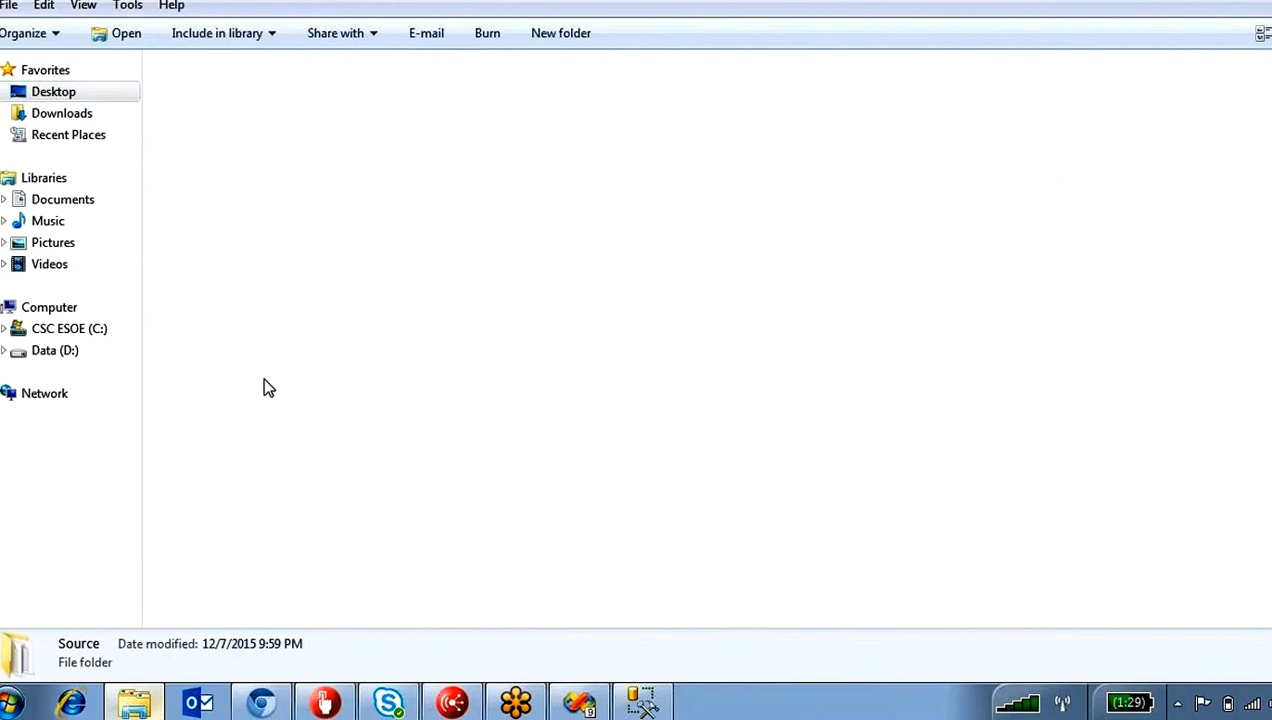 File Edit View Tools Help
Organize Open Include in library Share with E-mail Burn New folder
Favorites
Desktop
Downloads
Recent Places
Libraries
Documents
Music
Pictures
Videos
Computer
CSC ESOE (C:)
Data (D:)
Network
Source Date modified: 12/7/2015 9:59 PM
File folder
9
(1:29)